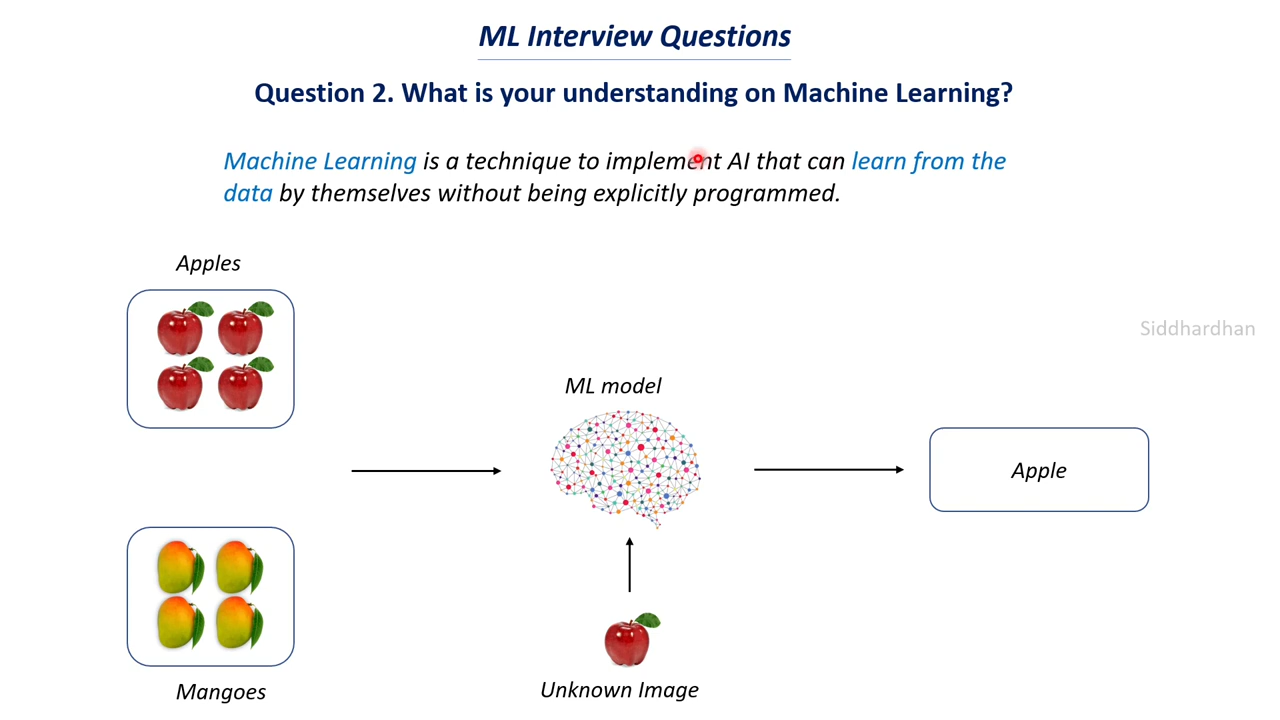 ML Interview Questions
Question 2. What is your understanding on Machine Learning?
Machine Learning is a technique to implement AI that can learn from the
data by themselves without being explicitly programmed.
Apples
Siddhardhan
ML model
Apple
Mangoes
Unknown Image